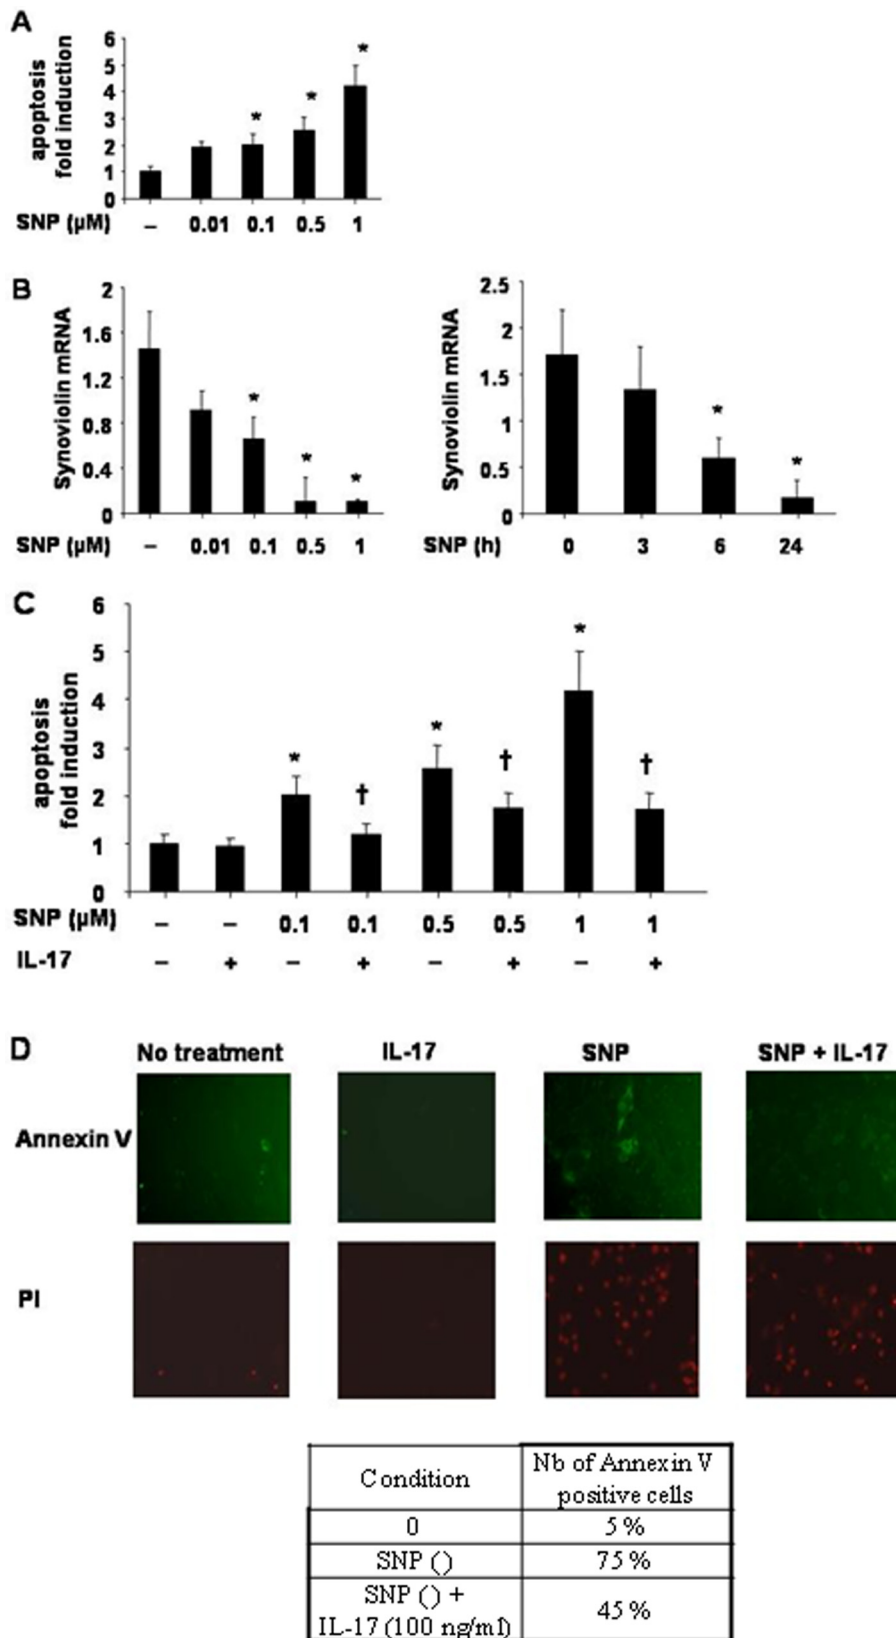 A
apoptosis
fold induction
6
5
4
3
2
1
0
*
*
*
SNP (μM)
– 0.01 0.1 0.5 1
B
Synoviolin mRNA
2
1.6
1.2
0.8
0.4
0
*
*
*
SNP (μM)
– 0.01 0.1 0.5 1
Synoviolin mRNA
2.5
2
1.5
1
0.5
0
*
*
SNP (h)
0 3 6 24
C
apoptosis
fold induction
6
5
4
3
2
1
0
*
†
*
†
*
†
SNP (μM)
– – 0.1 0.1 0.5 0.5 1 1
IL-17
– + – + – + – +
D
No treatment IL-17 SNP SNP + IL-17
Annexin V
PI
Condition
Nb of Annexin V
positive cells
0 5 %
SNP () 75 %
SNP () +
IL-17 (100 ng/ml)
45 %